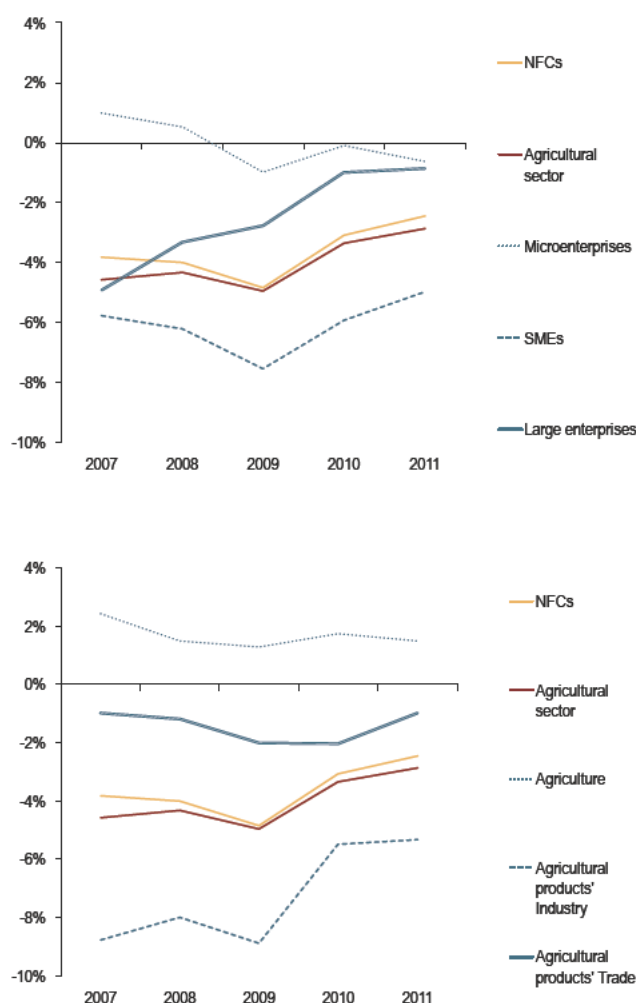 4%
2%
0%
-2%
-4%
-6%
-8%
-10%
2007 2008 2009 2010 2011
NFCs
Agricultural
sector
Microenterprises
SMEs
Large enterprises
4%
2%
0%
-2%
-4%
-6%
-8%
-10%
2007 2008 2009 2010 2011
NFCs
Agricultural
sector
Agriculture
Agricultural
products'
Industry
Agricultural
products' Trade